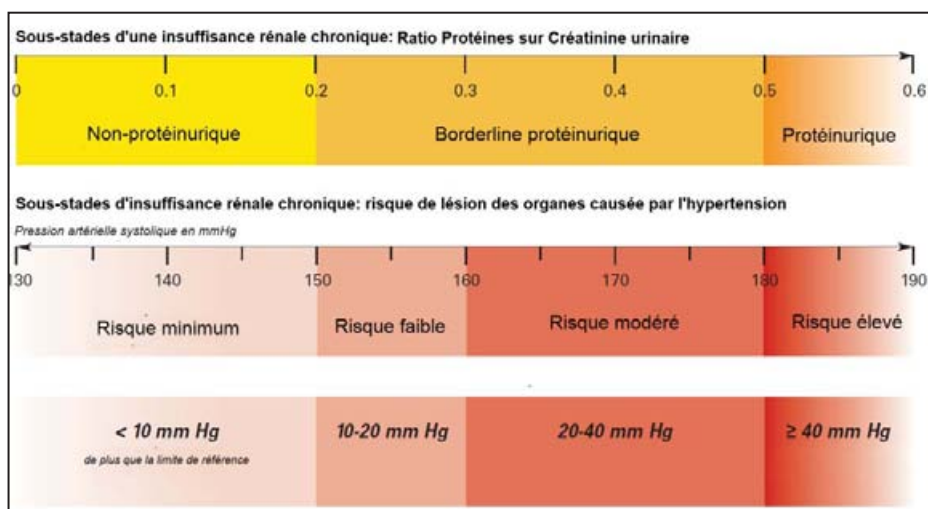 Sous-stades d'une insuffisance rénale chronique: Ratio Protéines sur Créatinine urinaire
0 0.1 0.2 0.3 0.4 0.5 0.6
Non-protéinurique Borderline protéinurique Protéinurique
Sous-stades d'insuffisance rénale chronique: risque de lésion des organes causée par l'hypertension
Pression artérielle systolique en mmHg
130 140 150 160 170 180 190
Risque minimum Risque faible Risque modéré Risque élevé
< 10 mm Hg 10-20 mm Hg 20-40 mm Hg ≥ 40 mm Hg
de plus que la limite de référence